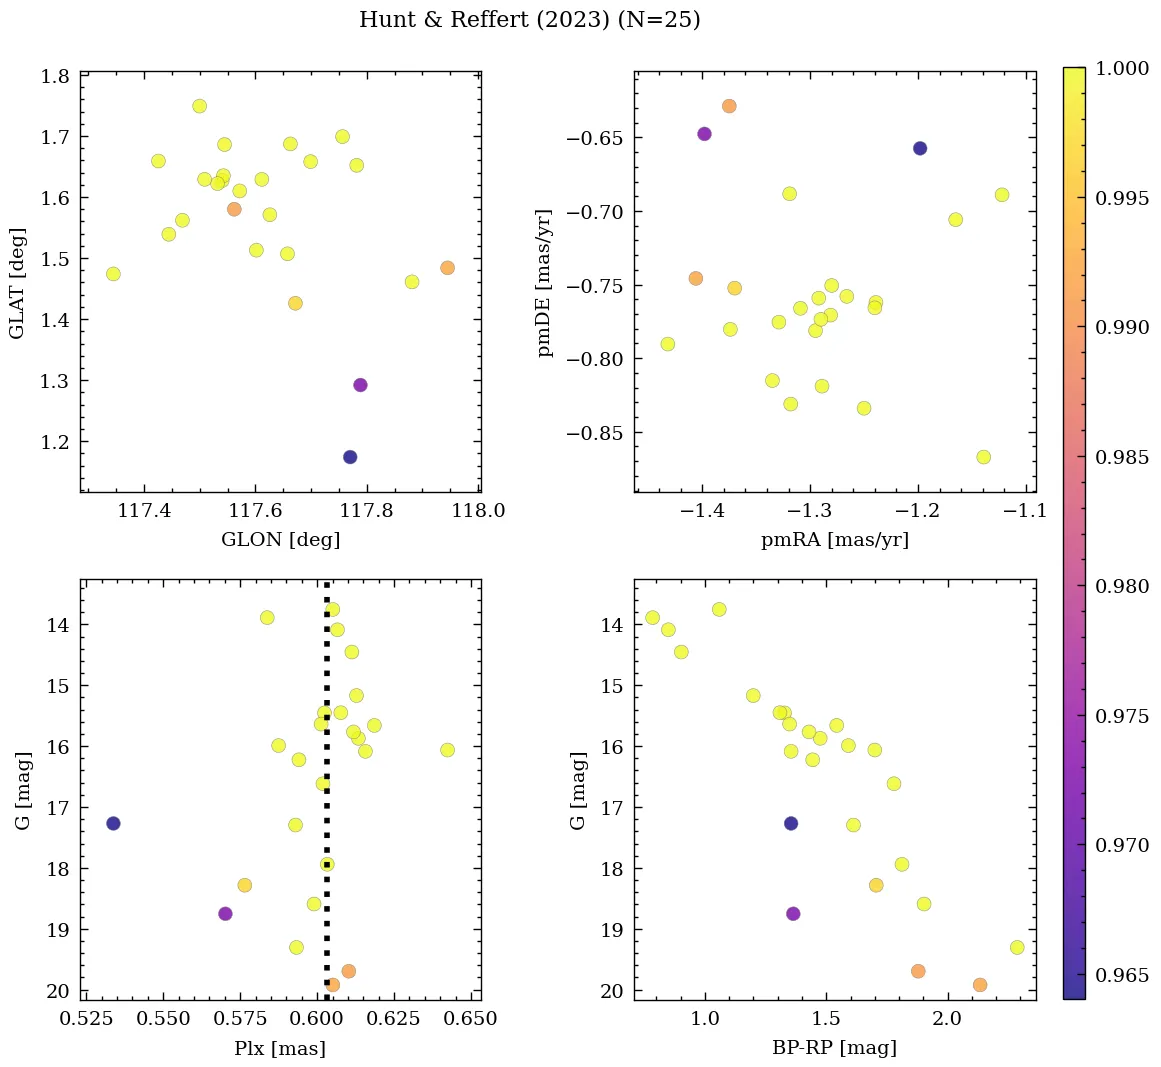 Hunt & Reffert (2023) (N=25)
1.8
1.7
1.6
1.5
1.4
1.3
1.2
GLAT [deg]
117.4 117.6 117.8 118.0
GLON [deg]
−0.65
−0.70
−0.75
−0.80
−0.85
pmDE [mas/yr]
−1.4 −1.3 −1.2 −1.1
pmRA [mas/yr]
14
15
16
17
18
19
20
G [mag]
0.525 0.550 0.575 0.600 0.625 0.650
Plx [mas]
14
15
16
17
18
19
20
G [mag]
1.0 1.5 2.0
BP-RP [mag]
1.000
0.995
0.990
0.985
0.980
0.975
0.970
0.965